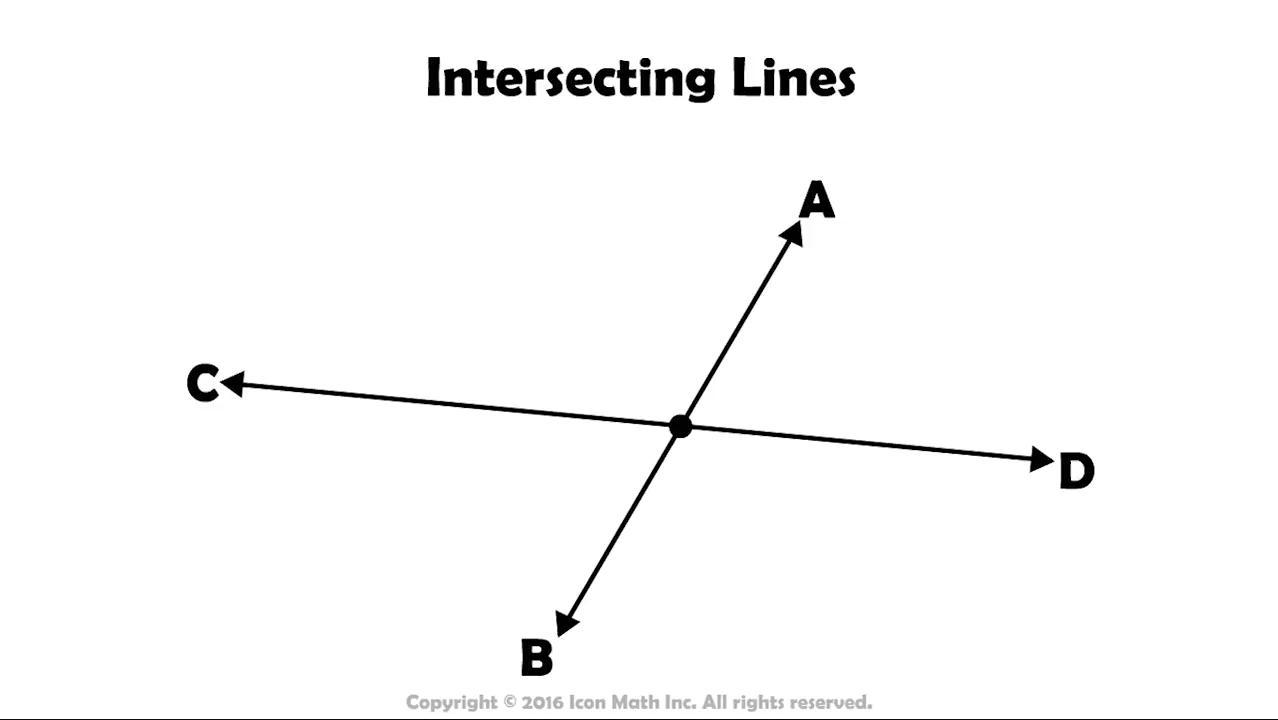 Intersecting Lines
A
C
D
B
Copyright © 2016 Icon Math Inc. All rights reserved.